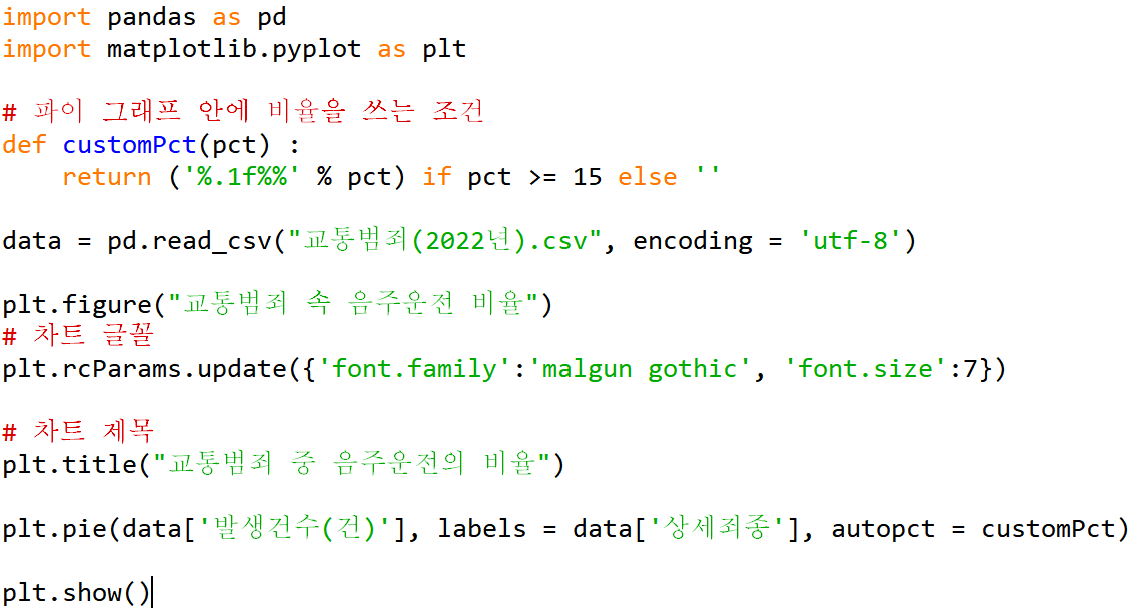 import pandas as pd
import matplotlib.pyplot as plt
# 파이 그래프 안에 비율을 쓰는 조건
def customPct(pct) :
    return ('%.1f%%' % pct) if pct >= 15 else ''
data = pd.read_csv("교통범죄(2022년).csv", encoding = 'utf-8')
plt.figure("교통범죄 속 음주운전 비율")
# 차트 글꼴
plt.rcParams.update({'font.family':'malgun gothic', 'font.size':7})
# 차트 제목
plt.title("교통범죄 중 음주운전의 비율")
plt.pie(data['발생건수(건)'], labels = data['상세죄종'], autopct = customPct)
plt.show()